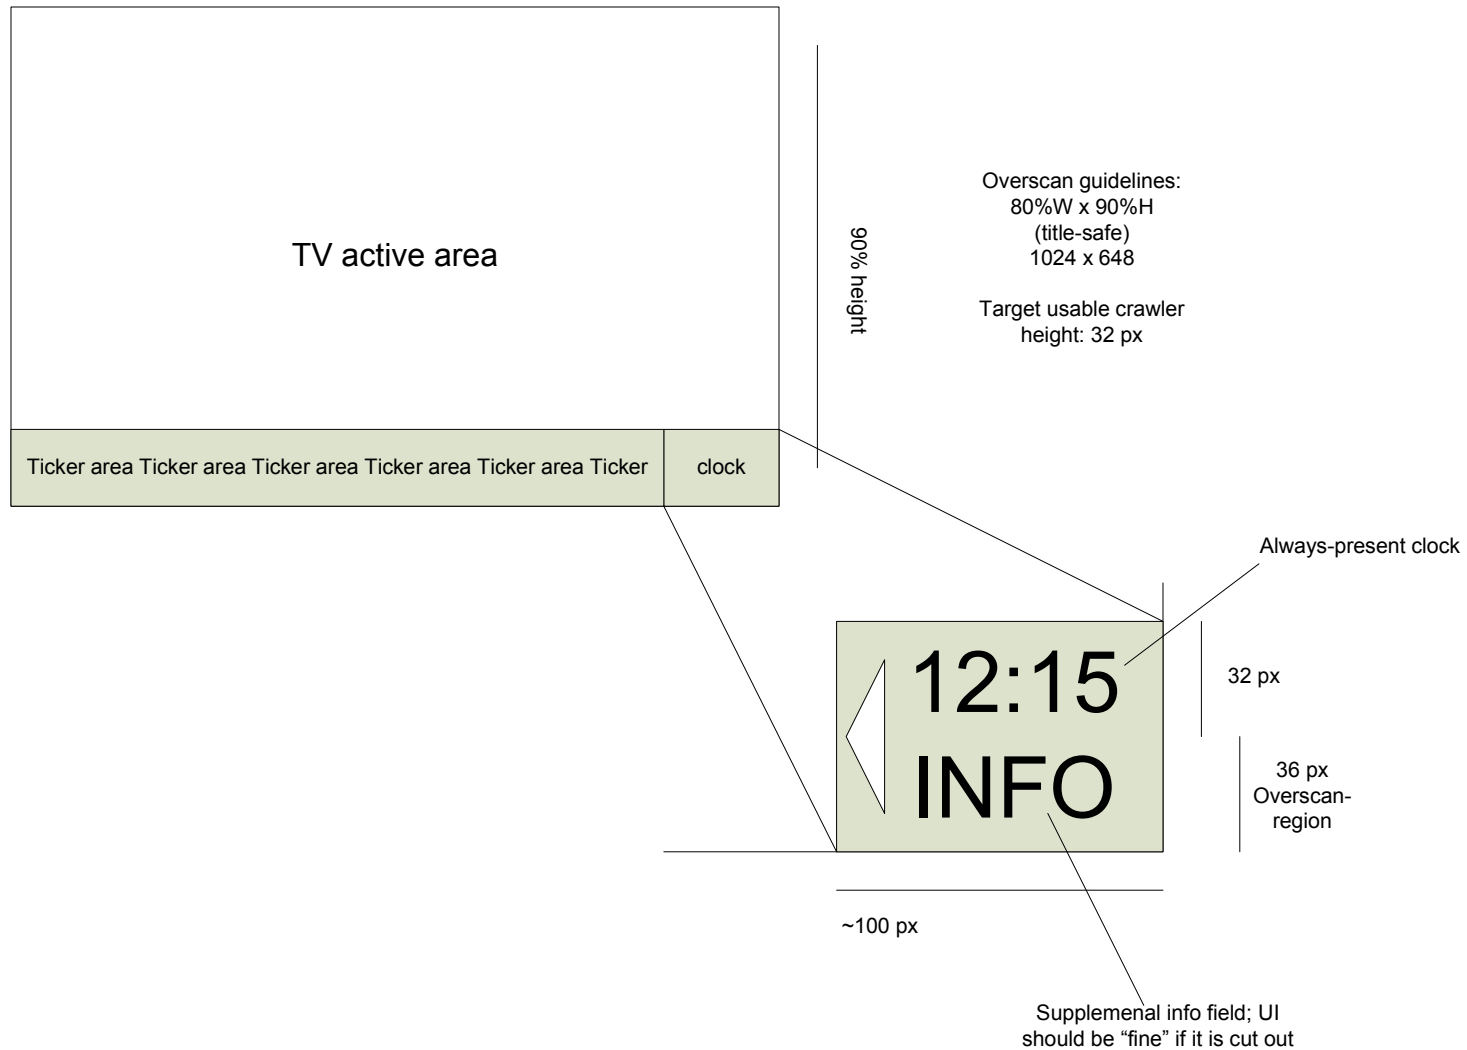 TV active area
90% height
Overscan guidelines:
80%W x 90%H
(title-safe)
1024 x 648
Target usable crawler
height: 32 px
Ticker area Ticker area Ticker area Ticker area Ticker area Ticker
clock
Always-present clock
12:15
INFO
32 px
36 px
Overscan-
region
~100 px
Supplemenal info field; UI
should be “fine” if it is cut out